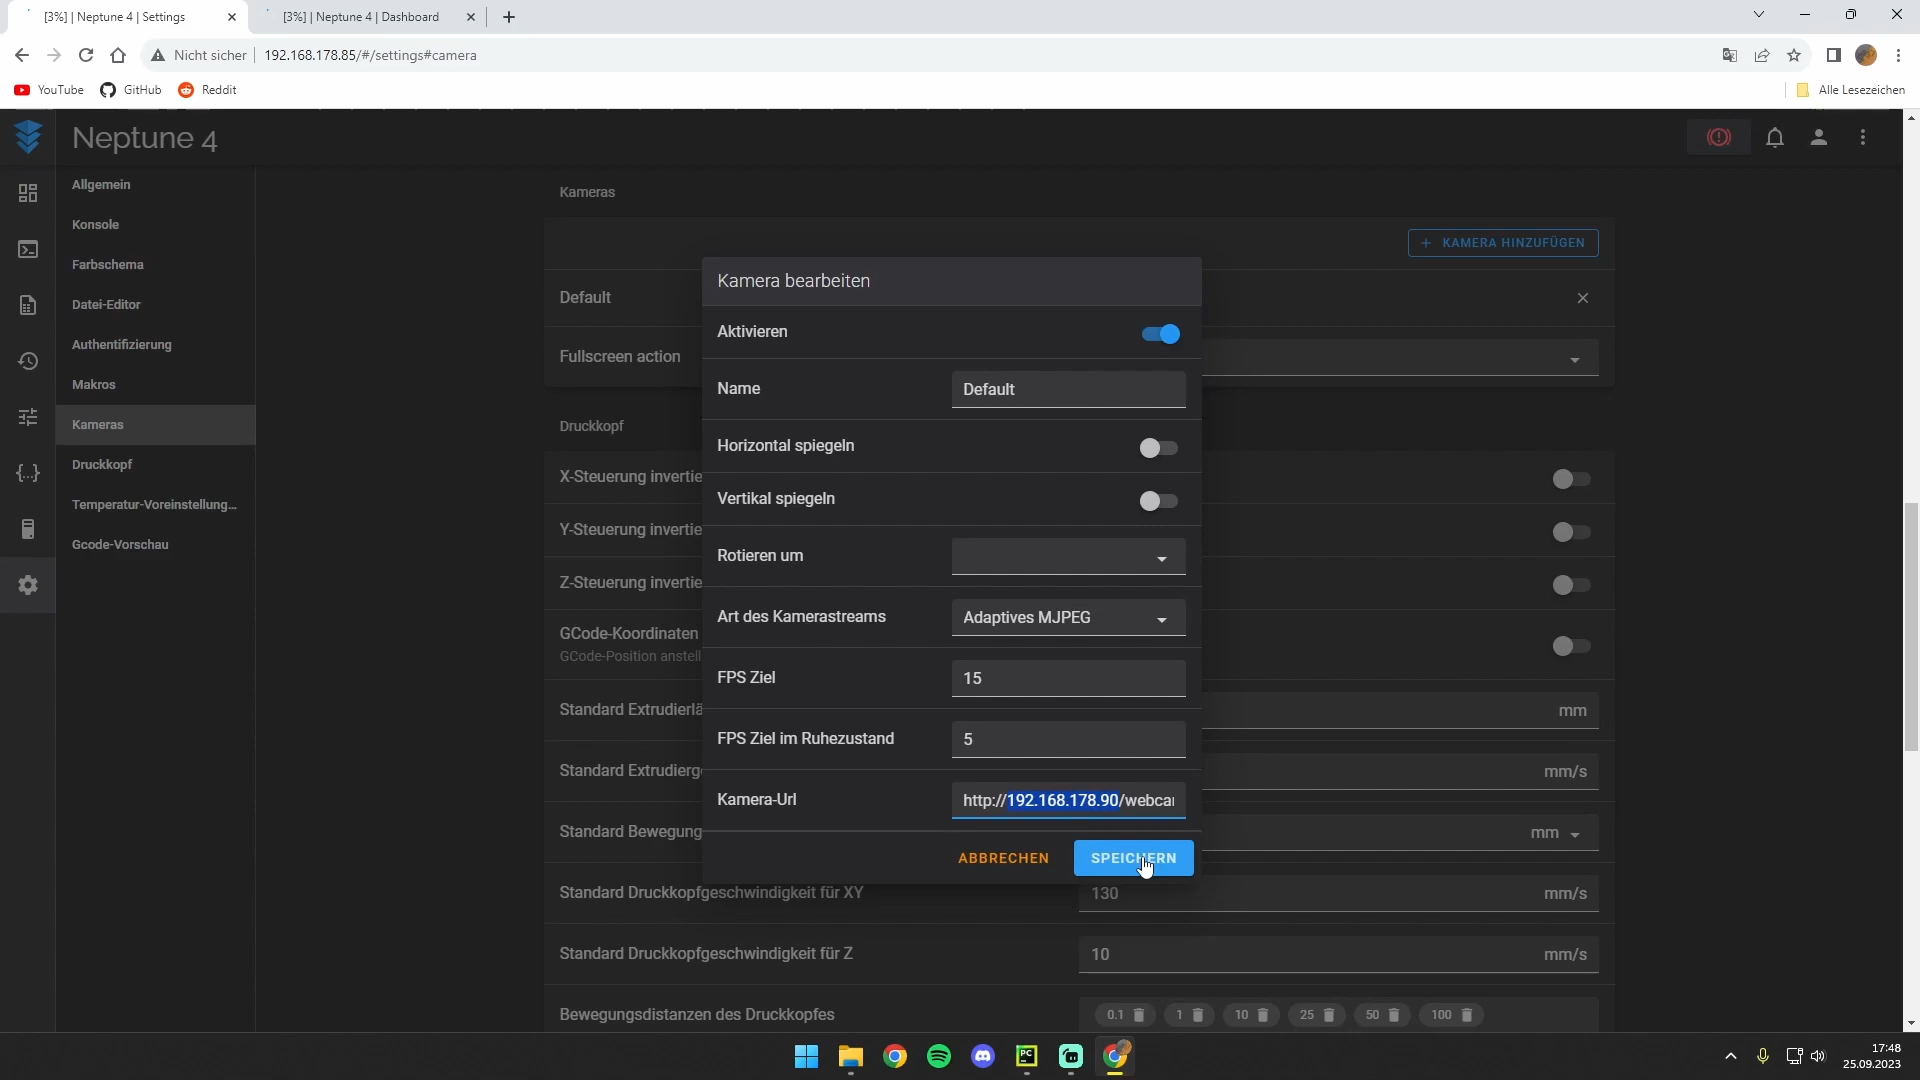 [3%] | Neptune 4 | Settings
[3%] | Neptune 4 | Dashboard
Nicht sicher
192.168.178.85/#/settings#camera
YouTube
GitHub
Reddit
Alle Lesezeichen
Neptune 4
Allgemein
Konsole
Farbschema
Datei-Editor
Authentifizierung
Makros
Kameras
Druckkopf
Temperatur-Voreinstellung...
Gcode-Vorschau
Kameras
+ KAMERA HINZUFÜGEN
Default
Fullscreen action
Druckkopf
X-Steuerung invertie
Y-Steuerung invertie
Z-Steuerung invertie
GCode-Koordinaten
GCode-Position anstell
Standard Extrudierlä
mm
Standard Extrudierg
mm/s
Standard Bewegung
mm
Standard Druckkopfgeschwindigkeit für XY
130
mm/s
Standard Druckkopfgeschwindigkeit für Z
10
mm/s
Bewegungsdistanzen des Druckkopfes
0.1
1
10
25
50
100
Kamera bearbeiten
Aktivieren
Name
Default
Horizontal spiegeln
Vertikal spiegeln
Rotieren um
Art des Kamerastreams
Adaptives MJPEG
FPS Ziel
15
FPS Ziel im Ruhezustand
5
Kamera-Url
http://192.168.178.90/webca
ABBRECHEN
SPEICHERN
PC
17:48
25.09.2023